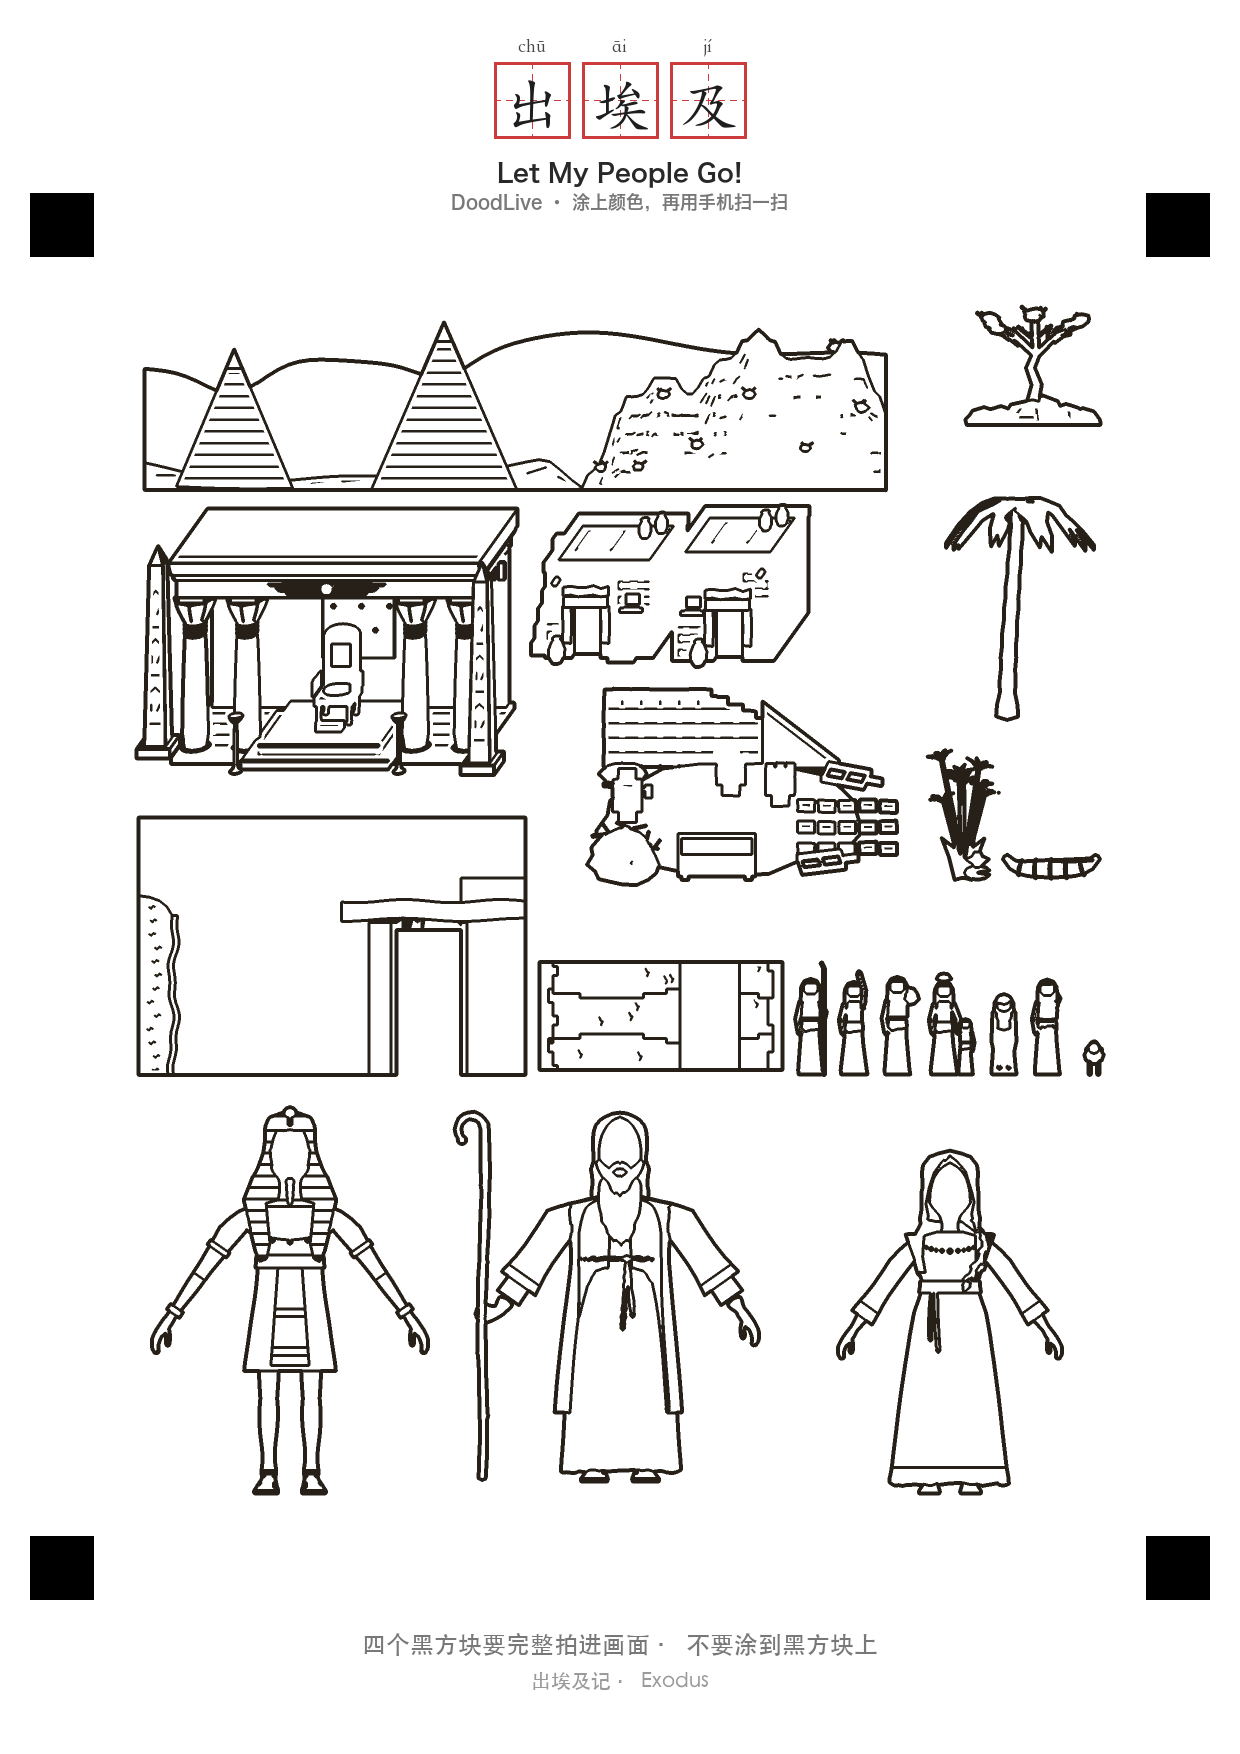 chū āi jí
出埃及
Let My People Go!
DoodLive · 涂上颜色，再用手机扫一扫
四个黑方块要完整拍进画面 · 不要涂到黑方块上
出埃及记 · Exodus